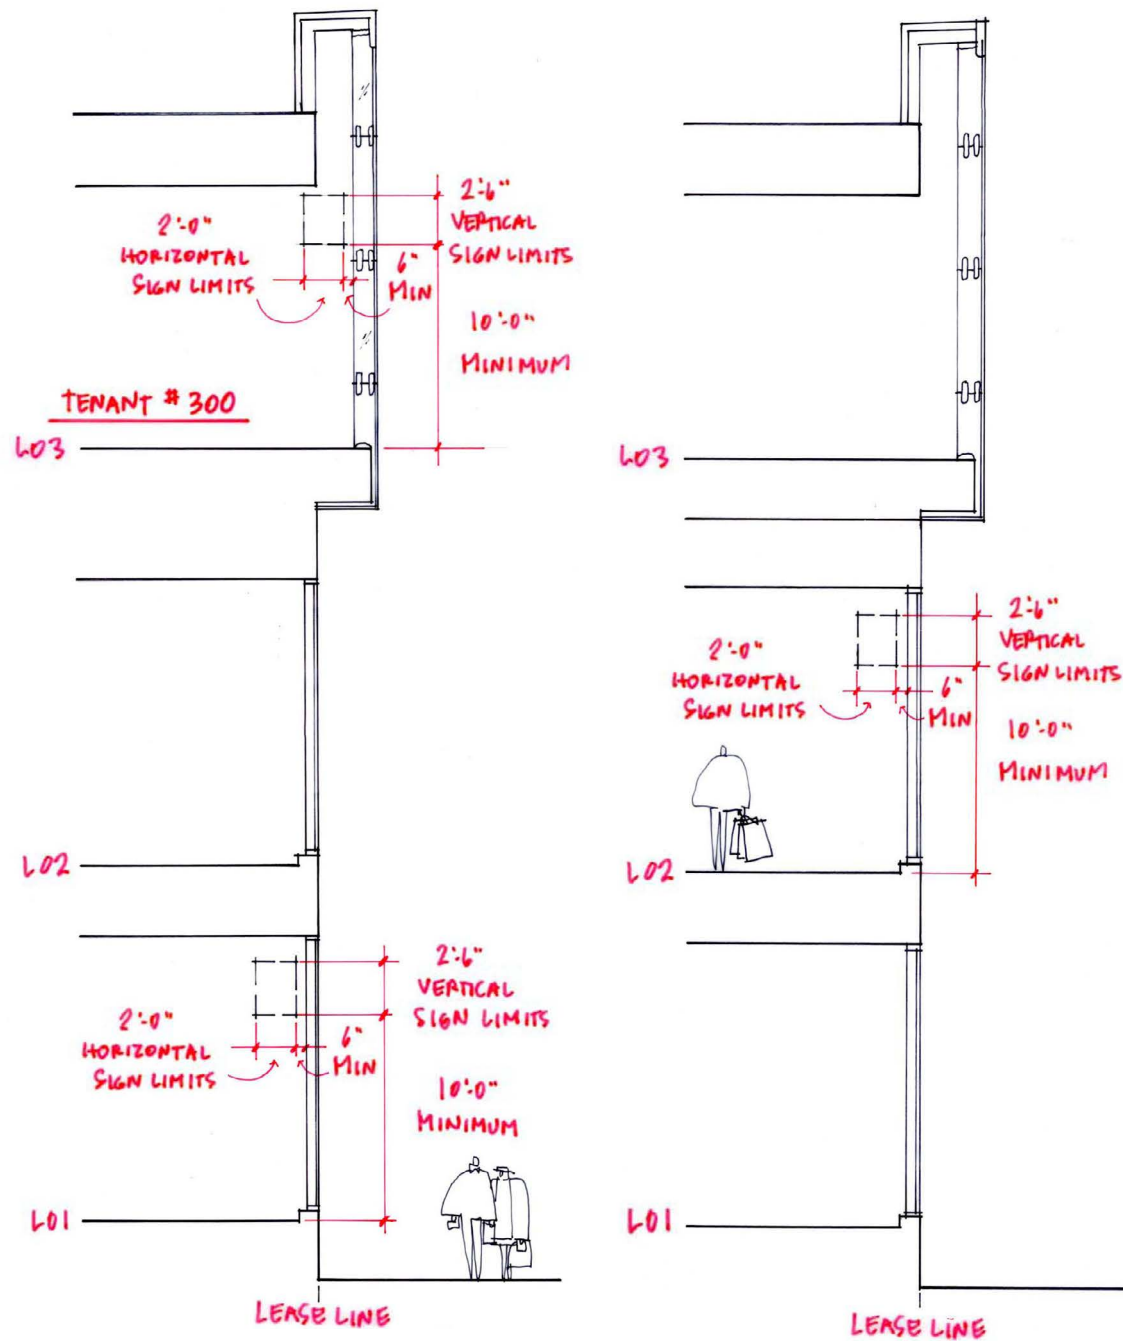 2'-6"
VERTICAL
SIGN LIMITS
2'-0"
HORIZONTAL
SIGN LIMITS
6"
MIN
10'-0"
MINIMUM
TENANT # 300
L03
L02
2'-6"
VERTICAL
SIGN LIMITS
2'-0"
HORIZONTAL
SIGN LIMITS
6"
MIN
10'-0"
MINIMUM
L01
LEASE LINE
L03
2'-6"
VERTICAL
SIGN LIMITS
2'-0"
HORIZONTAL
SIGN LIMITS
6"
MIN
10'-0"
MINIMUM
L02
L01
LEASE LINE